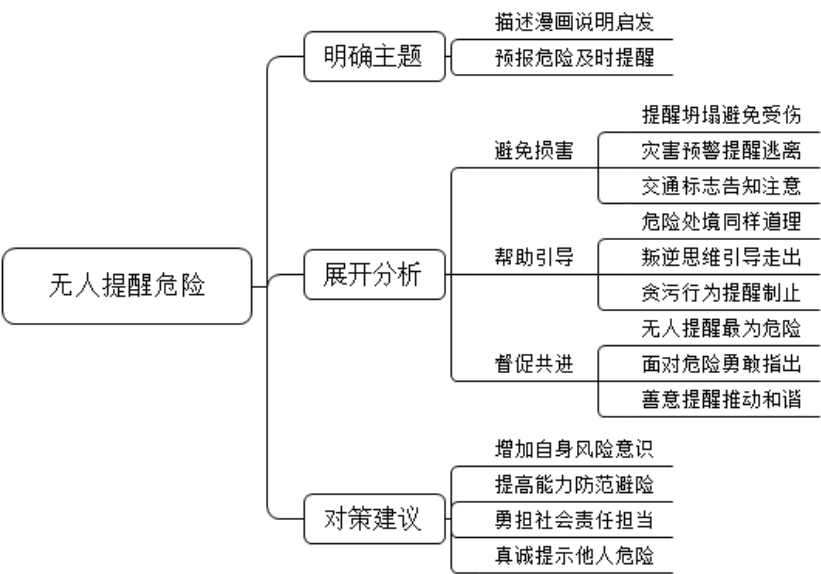 无人提醒危险
明确主题
描述漫画说明启发
预报危险及时提醒
展开分析
避免损害
提醒坍塌避免受伤
灾害预警提醒逃离
交通标志告知注意
帮助引导
危险处境同样道理
叛逆思维引导走出
贪污行为提醒制止
督促共进
无人提醒最为危险
面对危险勇敢指出
善意提醒推动和谐
对策建议
增加自身风险意识
提高能力防范避险
勇担社会责任担当
真诚提示他人危险